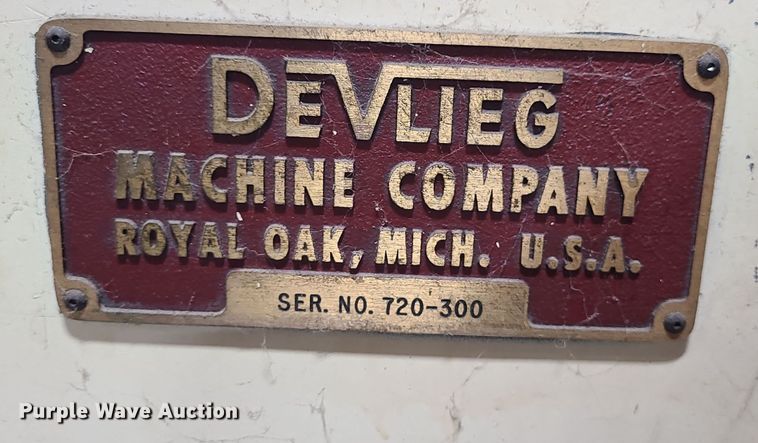 DEVLIEG
MACHINE COMPANY
ROYAL OAK, MICH. U.S.A.
SER. NO. 720-300
Purple Wave Auction